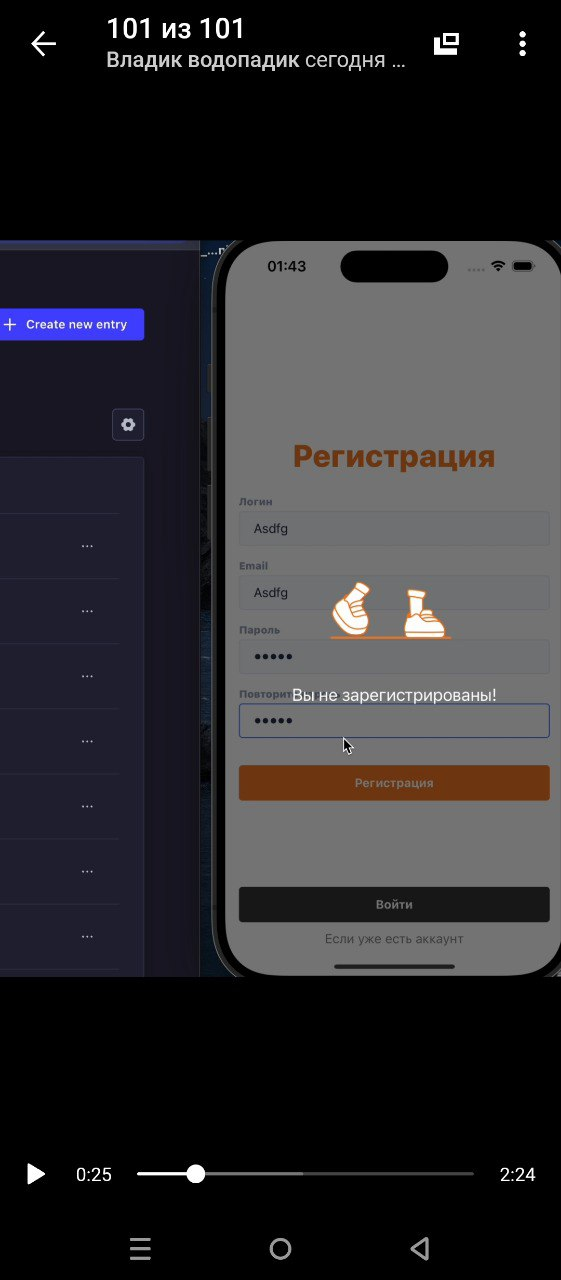 101 из 101
Владик водопадик сегодня ...
01:43
Create new entry
Регистрация
Логин
Asdfg
Email
Asdfg
Пароль
•••••
Вы не зарегистрированы!
•••••
Регистрация
Войти
Если уже есть аккаунт
0:25
2:24